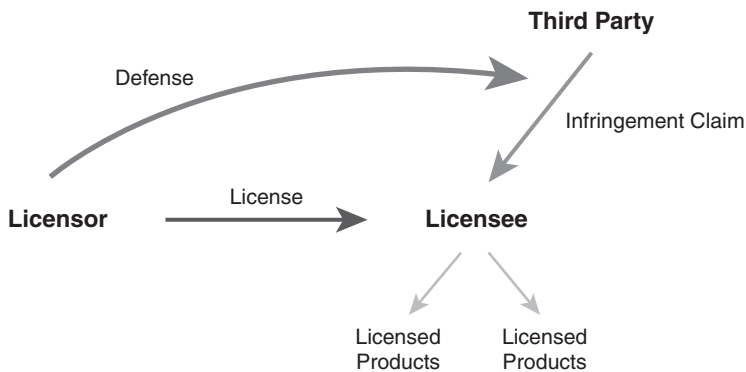 Third Party
Defense
Infringement Claim
License
Licensor
Licensee
Licensed
Products
Licensed
Products